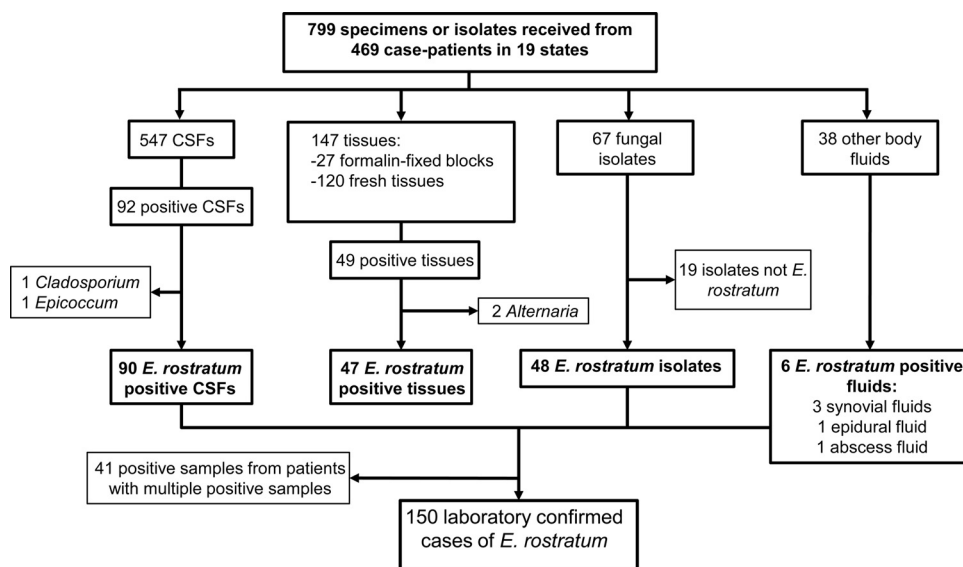 799 specimens or isolates received from
469 case-patients in 19 states
547 CSFs
147 tissues:
-27 formalin-fixed blocks
-120 fresh tissues
67 fungal
isolates
38 other body
fluids
92 positive CSFs
49 positive tissues
1 Cladosporium
1 Epicoccum
2 Alternaria
19 isolates not E.
rostratum
90 E. rostratum
positive CSFs
47 E. rostratum
positive tissues
48 E. rostratum isolates
6 E. rostratum positive
fluids:
3 synovial fluids
1 epidural fluid
1 abscess fluid
41 positive samples from patients
with multiple positive samples
150 laboratory confirmed
cases of E. rostratum